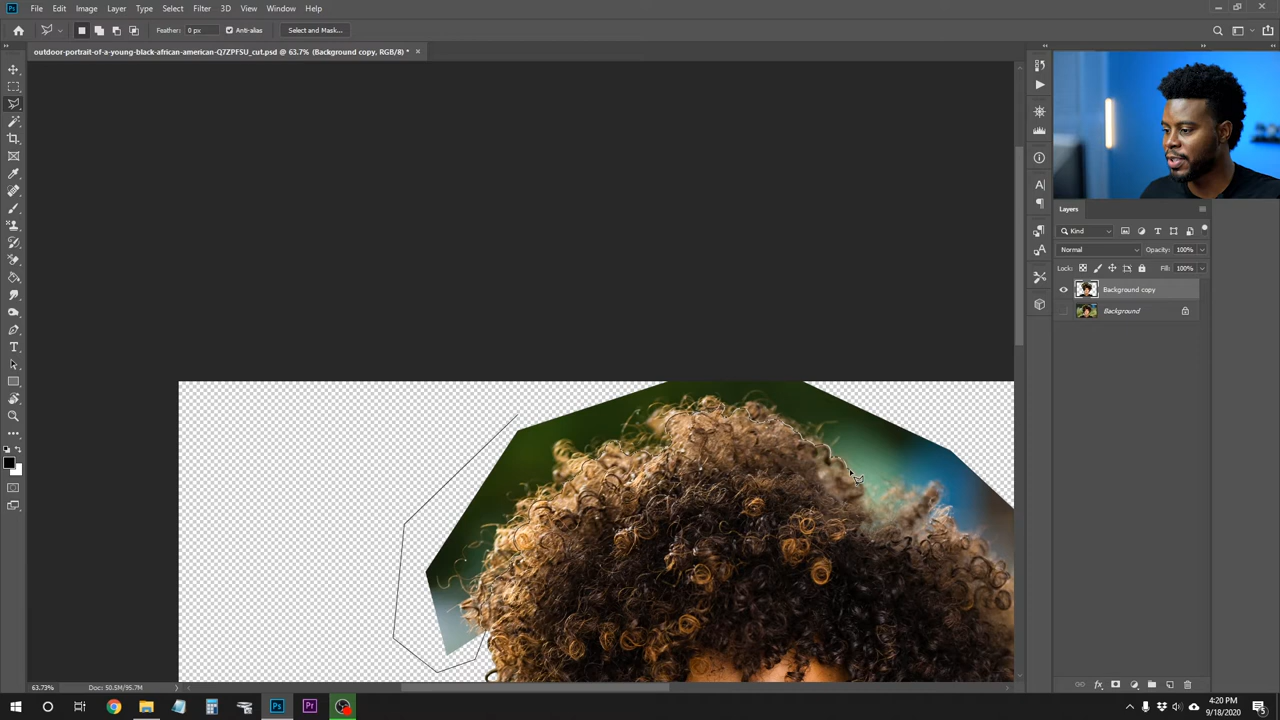 Ps File Edit Image Layer Type Select Filter 3D View Window Help
Feather: 0 px Anti-alias Select and Mask...
outdoor-portrait-of-a-young-black-african-american-Q7ZPFSU_cut.psd @ 63.7% (Background copy, RGB/8) * ×
Layers
Kind
Normal Opacity: 100%
Lock: Fill: 100%
Background copy
Background
63.73% Doc: 50.5M/95.7M
Ps Pr
4:20 PM
9/18/2020